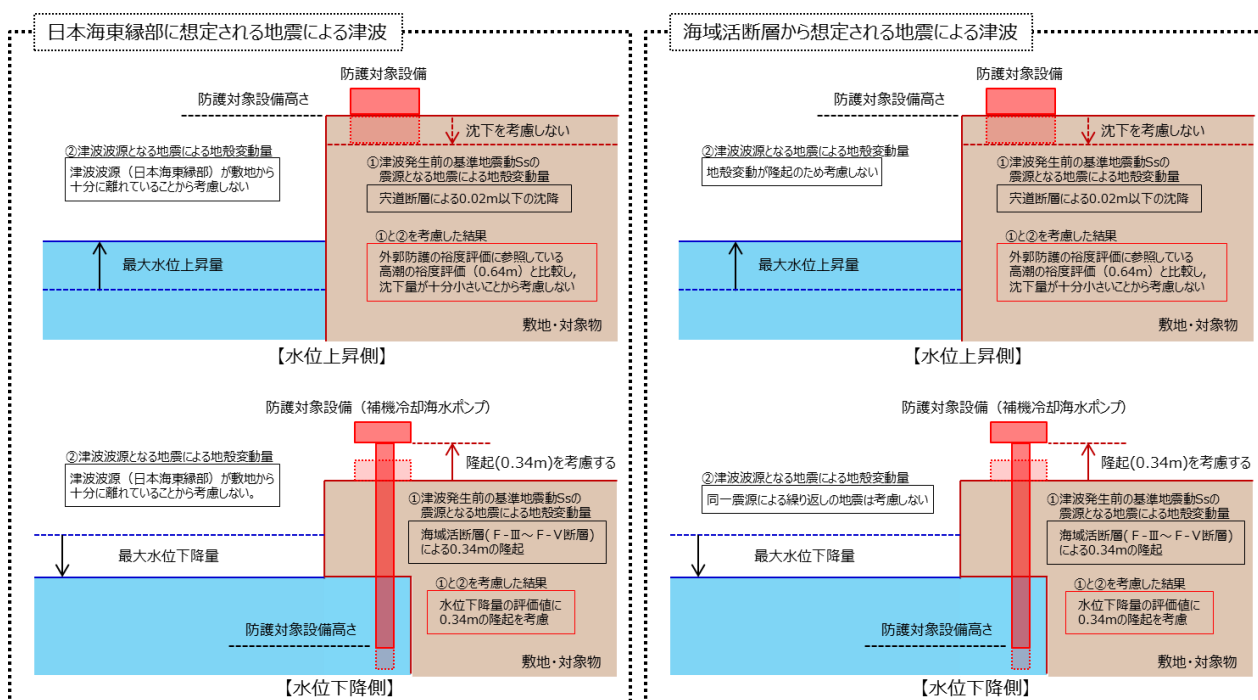 日本海東縁部に想定される地震による津波
防護対象設備
防護対象設備高さ
沈下を考慮しない
②津波波源となる地震による地殻変動量
津波波源（日本海東縁部）が敷地から
十分に離れていることから考慮しない
①津波発生前の基準地震動Ssの
震源となる地震による地殻変動量
宍道断層による0.02m以下の沈降
①と②を考慮した結果
外郭防護の裕度評価に参照している
高潮の裕度評価（0.64m）と比較し，
沈下量が十分小さいことから考慮しない
最大水位上昇量
敷地・対象物
【水位上昇側】
防護対象設備（補機冷却海水ポンプ）
隆起(0.34m)を考慮する
②津波波源となる地震による地殻変動量
津波波源（日本海東縁部）が敷地から
十分に離れていることから考慮しない。
①津波発生前の基準地震動Ssの
震源となる地震による地殻変動量
海域活断層(Ｆ-Ⅲ～Ｆ-Ⅴ断層)
による0.34mの隆起
最大水位下降量
①と②を考慮した結果
水位下降量の評価値に
0.34mの隆起を考慮
防護対象設備高さ
敷地・対象物
【水位下降側】
海域活断層から想定される地震による津波
防護対象設備
防護対象設備高さ
沈下を考慮しない
②津波波源となる地震による地殻変動量
地殻変動が隆起のため考慮しない
①津波発生前の基準地震動Ssの
震源となる地震による地殻変動量
宍道断層による0.02m以下の沈降
①と②を考慮した結果
外郭防護の裕度評価に参照している
高潮の裕度評価（0.64m）と比較し，
沈下量が十分小さいことから考慮しない
最大水位上昇量
敷地・対象物
【水位上昇側】
防護対象設備（補機冷却海水ポンプ）
隆起(0.34m)を考慮する
②津波波源となる地震による地殻変動量
同一震源による繰り返しの地震は考慮しない
①津波発生前の基準地震動Ssの
震源となる地震による地殻変動量
海域活断層(Ｆ-Ⅲ～Ｆ-Ⅴ断層)
による0.34mの隆起
最大水位下降量
①と②を考慮した結果
水位下降量の評価値に
0.34mの隆起を考慮
防護対象設備高さ
敷地・対象物
【水位下降側】